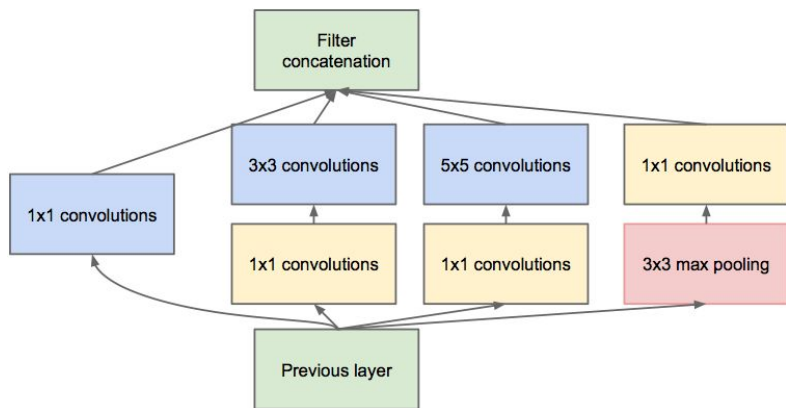 Filter
concatenation
3x3 convolutions
5x5 convolutions
1x1 convolutions
1x1 convolutions
1x1 convolutions
1x1 convolutions
3x3 max pooling
Previous layer